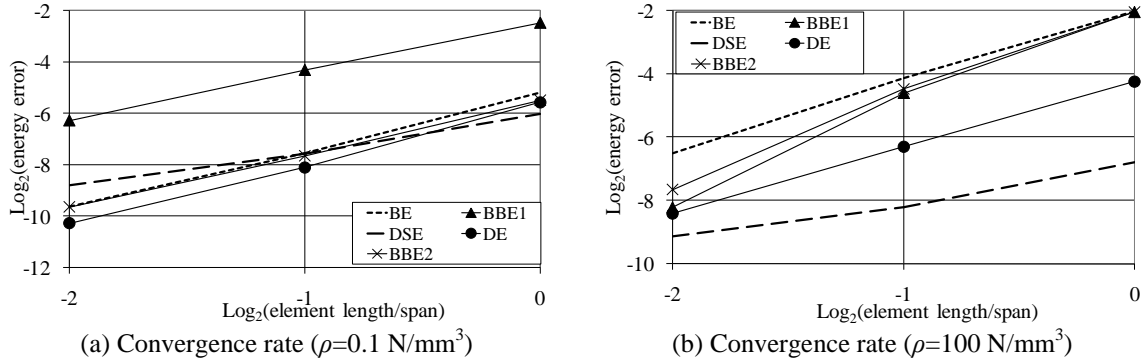 -2
-4
-6
-8
-10
-12
Log2(energy error)
BE
BBE1
DSE
DE
BBE2
-2
-1
0
Log2(element length/span)
(a) Convergence rate (ρ=0.1 N/mm³)
-2
-4
-6
-8
-10
Log2(energy error)
BE
BBE1
DSE
DE
BBE2
-2
-1
0
Log2(element length/span)
(b) Convergence rate (ρ=100 N/mm³)